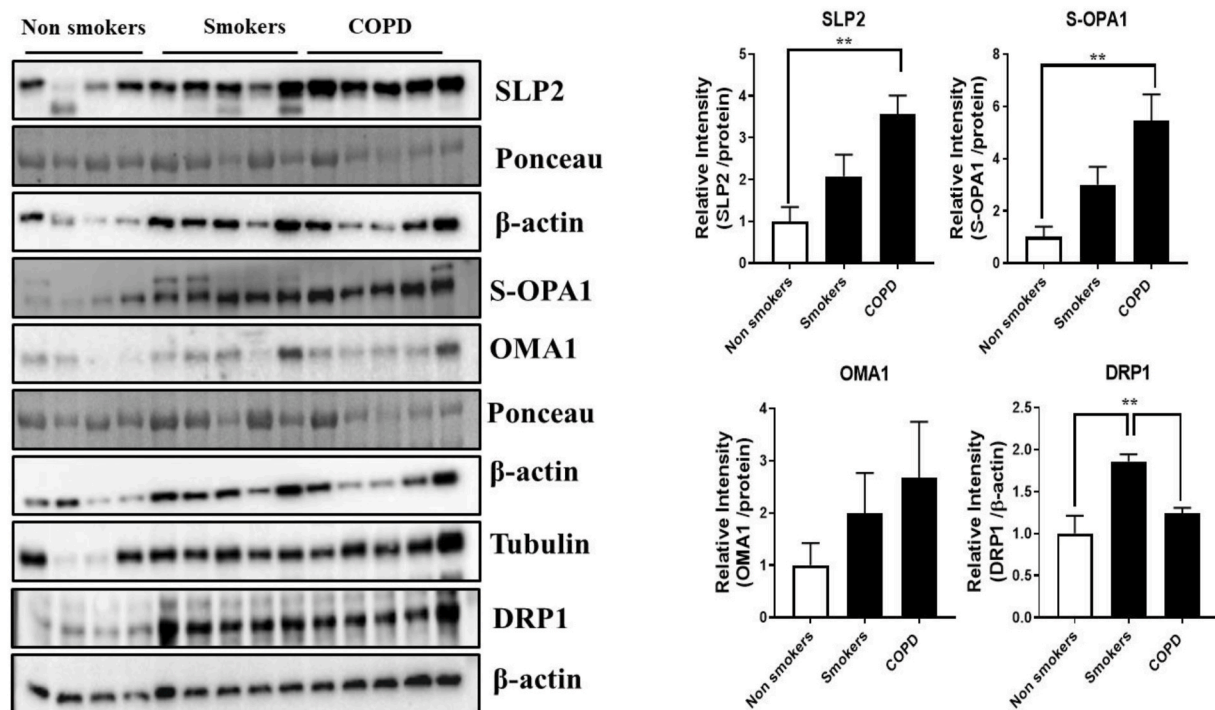 Non smokers Smokers COPD
SLP2
Ponceau
β-actin
S-OPA1
OMA1
Ponceau
β-actin
Tubulin
DRP1
β-actin
SLP2
**
Relative Intensity
(SLP2 /protein)
5
4
3
2
1
0
Non smokers
Smokers
COPD
S-OPA1
**
Relative Intensity
(S-OPA1 /protein)
8
6
4
2
0
Non smokers
Smokers
COPD
OMA1
Relative Intensity
(OMA1 /protein)
4
3
2
1
0
Non smokers
Smokers
COPD
DRP1
**
Relative Intensity
(DRP1 /β-actin)
2.5
2.0
1.5
1.0
0.5
0.0
Non smokers
Smokers
COPD